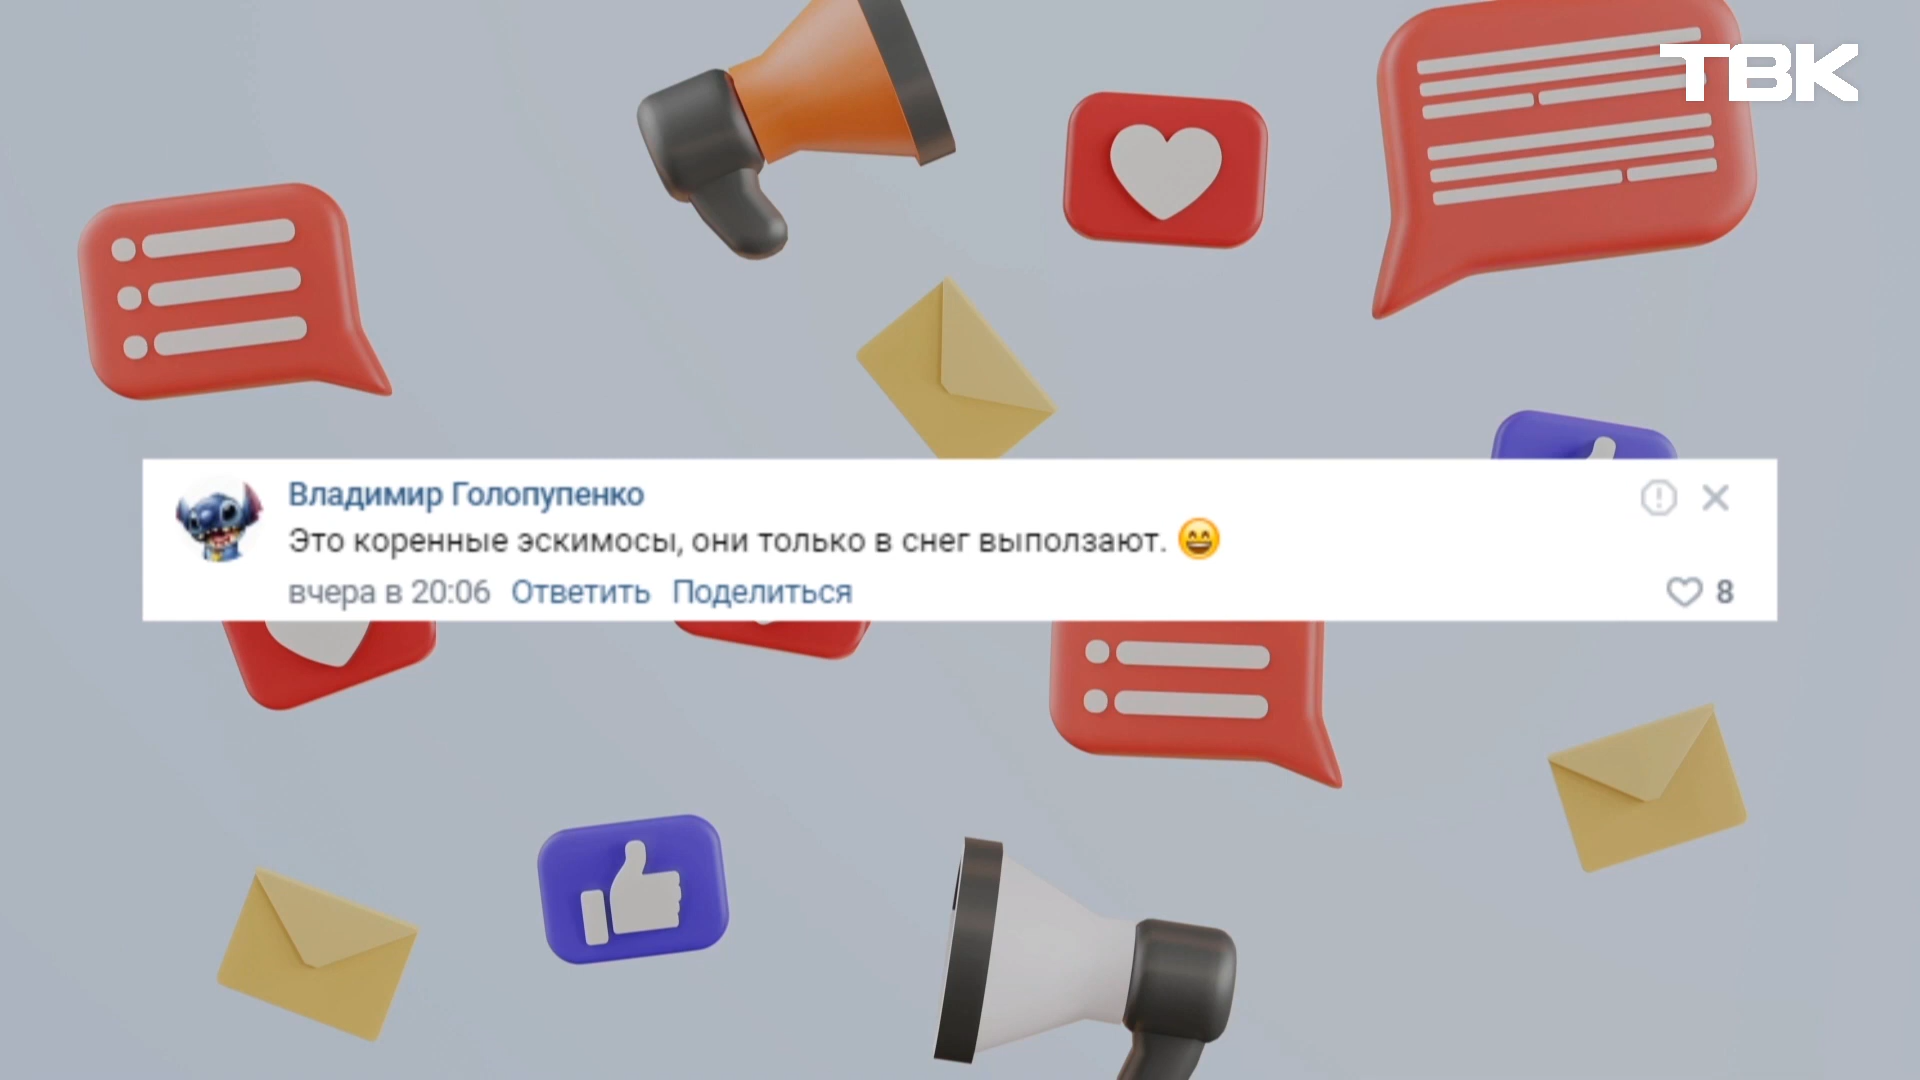 ТВК
Владимир Голопупенко
Это коренные эскимосы, они только в снег выползают. 😄
вчера в 20:06 Ответить Поделиться
8